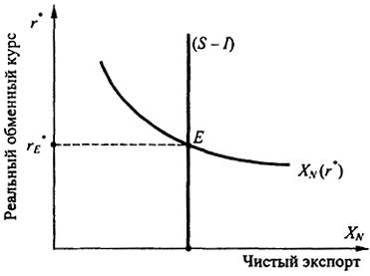 r*
(S – I)
Реальный обменный курс
E
r_E*
X_N(r*)
X_N
Чистый экспорт